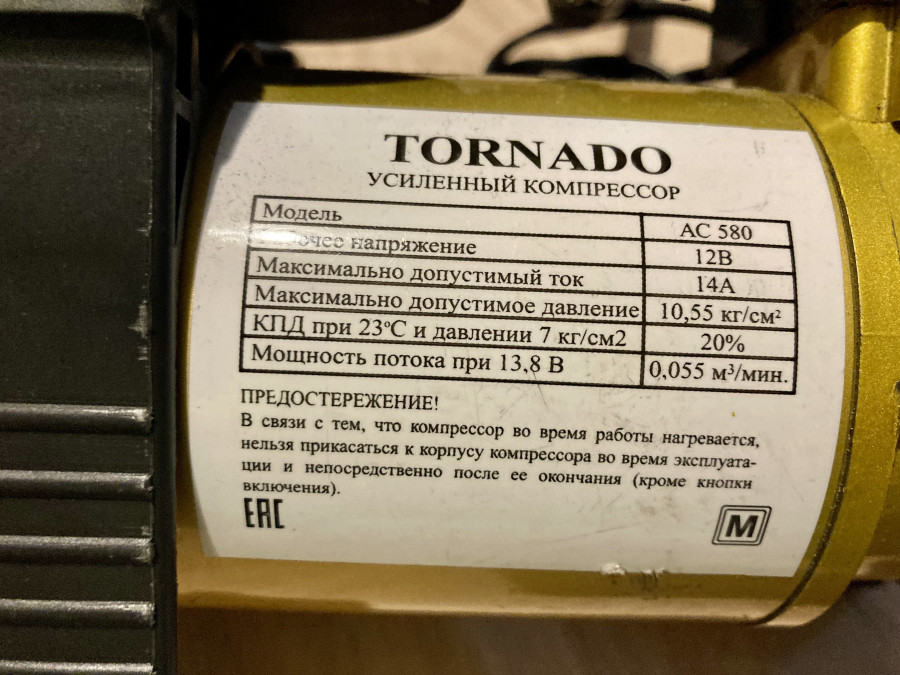 TORNADO
УСИЛЕННЫЙ КОМПРЕССОР
Модель AC 580
напряжение 12В
Максимально допустимый ток 14А
Максимально допустимое давление 10,55 кг/см²
КПД при 23°С и давлении 7 кг/см2 20%
Мощность потока при 13,8 В 0,055 м³/мин.
ПРЕДОСТЕРЕЖЕНИЕ!
В связи с тем, что компрессор во время работы нагревается,
нельзя прикасаться к корпусу компрессора во время эксплуата-
ции и непосредственно после ее окончания (кроме кнопки
включения).
EAC
M